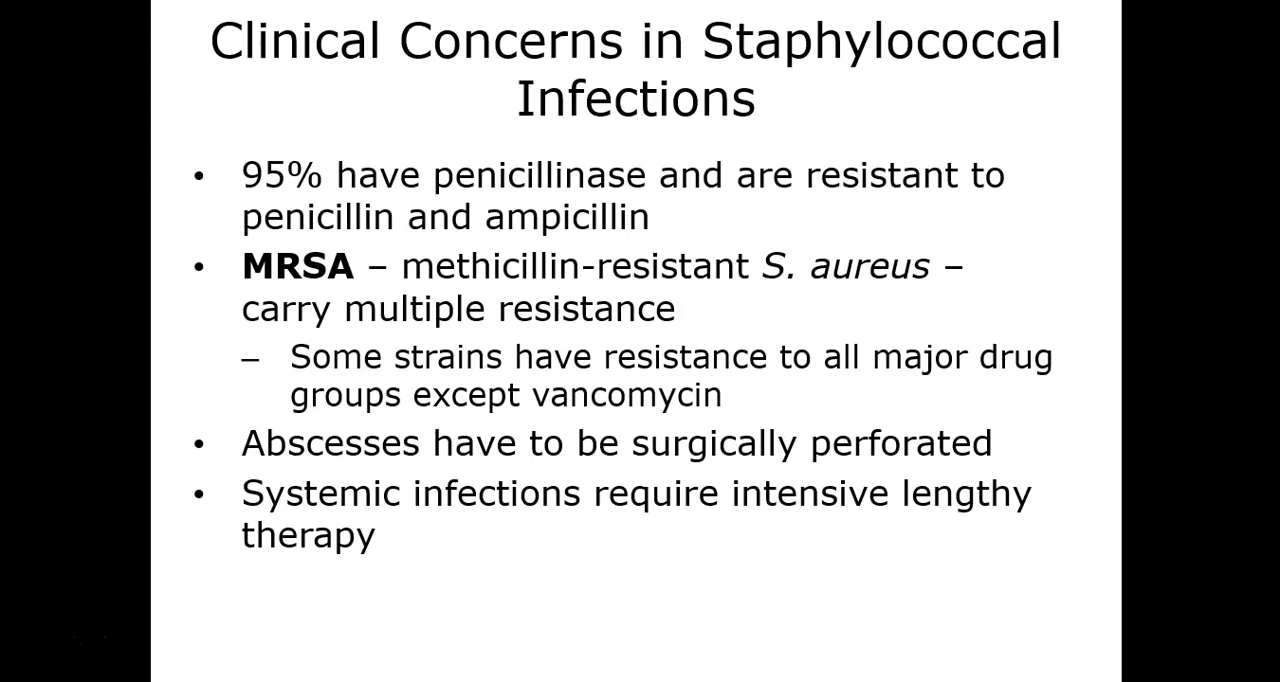 Clinical Concerns in Staphylococcal
Infections
• 95% have penicillinase and are resistant to
penicillin and ampicillin
• MRSA – methicillin-resistant S. aureus –
carry multiple resistance
– Some strains have resistance to all major drug
groups except vancomycin
• Abscesses have to be surgically perforated
• Systemic infections require intensive lengthy
therapy